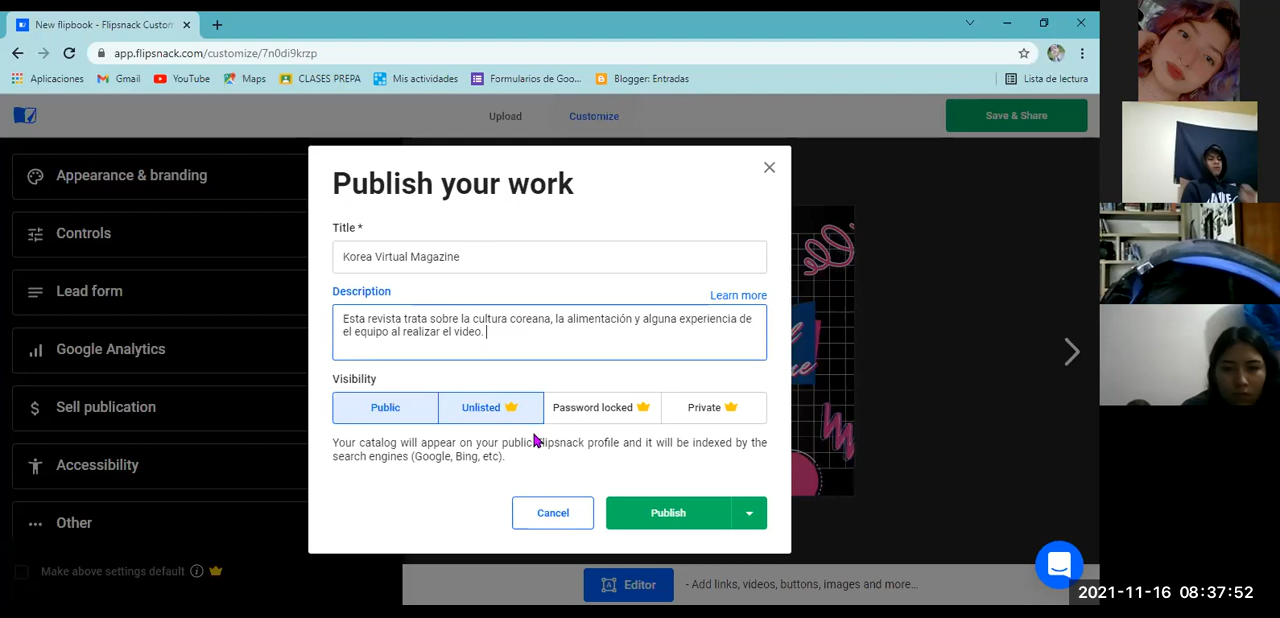 New flipbook - Flipsnack Custom
app.flipsnack.com/customize/7n0di9krzp
Aplicaciones Gmail YouTube Maps CLASES PREPA Mis actividades Formularios de Goo... Blogger: Entradas Lista de lectura
Upload Customize Save & Share
Appearance & branding
Controls
Lead form
Google Analytics
Sell publication
Accessibility
Other
Make above settings default
Publish your work
Title *
Korea Virtual Magazine
Description Learn more
Esta revista trata sobre la cultura coreana, la alimentación y alguna experiencia de
el equipo al realizar el video.
Visibility
Public Unlisted Password locked Private
Your catalog will appear on your public Flipsnack profile and it will be indexed by the
search engines (Google, Bing, etc).
Cancel Publish
Editor - Add links, videos, buttons, images and more...
2021-11-16 08:37:52